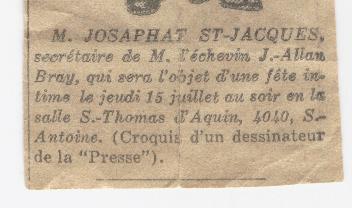 M. JOSAPHAT ST-JACQUES,
secrétaire de M. l'échevin J.-Allan
Bray, qui sera l'objet d'une fête in-
time le jeudi 15 juillet au soir en la
salle S.-Thomas d'Aquin, 4040, S.-
Antoine. (Croquis d'un dessinateur
de la "Presse").